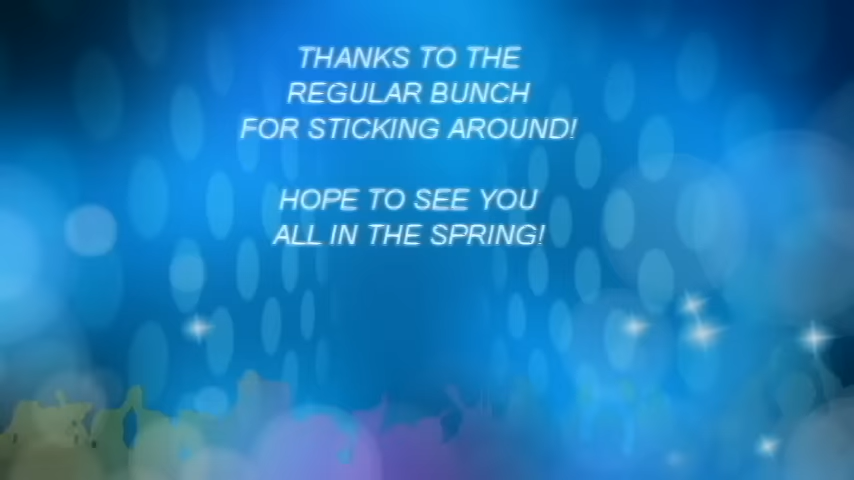 THANKS TO THE
REGULAR BUNCH
FOR STICKING AROUND!
HOPE TO SEE YOU
ALL IN THE SPRING!